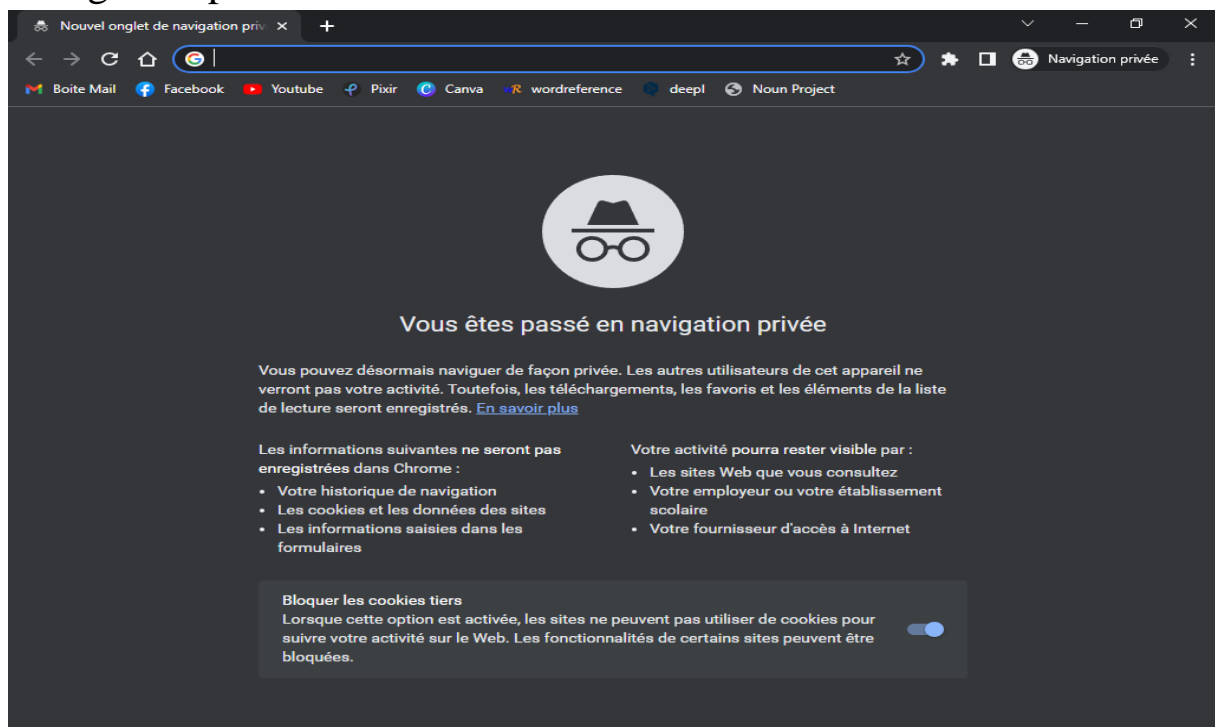 Nouvel onglet de navigation priv
Navigation privée
Boite Mail Facebook Youtube Pixir Canva wordreference deepl Noun Project
Vous êtes passé en navigation privée
Vous pouvez désormais naviguer de façon privée. Les autres utilisateurs de cet appareil ne
verront pas votre activité. Toutefois, les téléchargements, les favoris et les éléments de la liste
de lecture seront enregistrés. En savoir plus
Les informations suivantes ne seront pas
enregistrées dans Chrome :
• Votre historique de navigation
• Les cookies et les données des sites
• Les informations saisies dans les
formulaires
Votre activité pourra rester visible par :
• Les sites Web que vous consultez
• Votre employeur ou votre établissement
scolaire
• Votre fournisseur d'accès à Internet
Bloquer les cookies tiers
Lorsque cette option est activée, les sites ne peuvent pas utiliser de cookies pour
suivre votre activité sur le Web. Les fonctionnalités de certains sites peuvent être
bloquées.